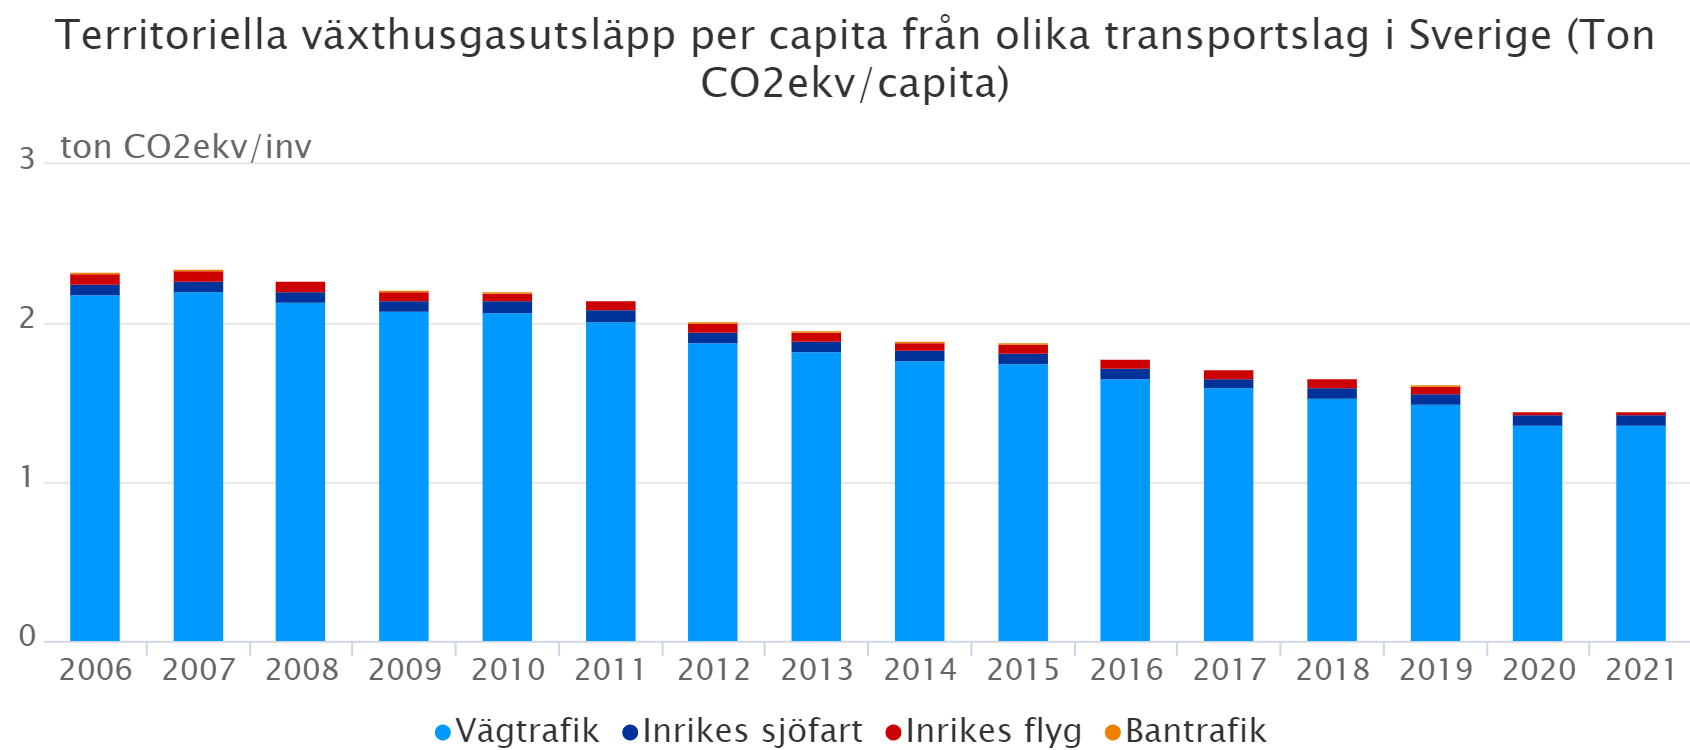 Territoriella växthusgasutsläpp per capita från olika transportslag i Sverige (Ton
CO2ekv/capita)
ton CO2ekv/inv
3
2
1
0
2006 2007 2008 2009 2010 2011 2012 2013 2014 2015 2016 2017 2018 2019 2020 2021
Vägtrafik Inrikes sjöfart Inrikes flyg Bantrafik